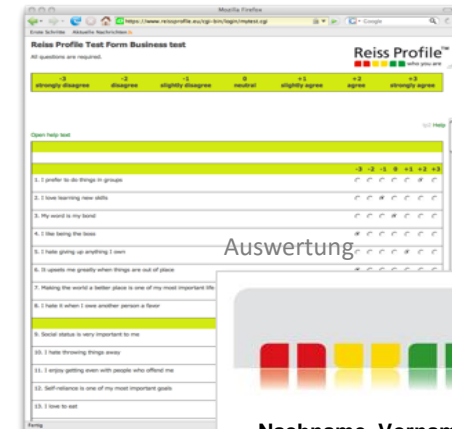 Mozilla Firefox
https://www.reissprofile.eu/cgi-bin/login/mytest.cgi
Google
Erste Schritte Aktuelle Nachrichten
Reiss Profile Test Form Business test
All questions are required.
Reiss Profile™
who you are
-3 -2 -1 0 +1 +2 +3
strongly disagree disagree slightly disagree neutral slightly agree agree strongly agree
Help
Open help text
-3 -2 -1 0 +1 +2 +3
1. I prefer to do things in groups
2. I love learning new skills
3. My word is my bond
4. I like being the boss
Auswertung
5. I hate giving up anything I own
6. It upsets me greatly when things are out of place
7. Making the world a better place is one of my most important life
8. I hate it when I owe another person a favor
9. Social status is very important to me
10. I hate throwing things away
11. I enjoy getting even with people who offend me
12. Self-reliance is one of my most important goals
13. I love to eat
Fertig